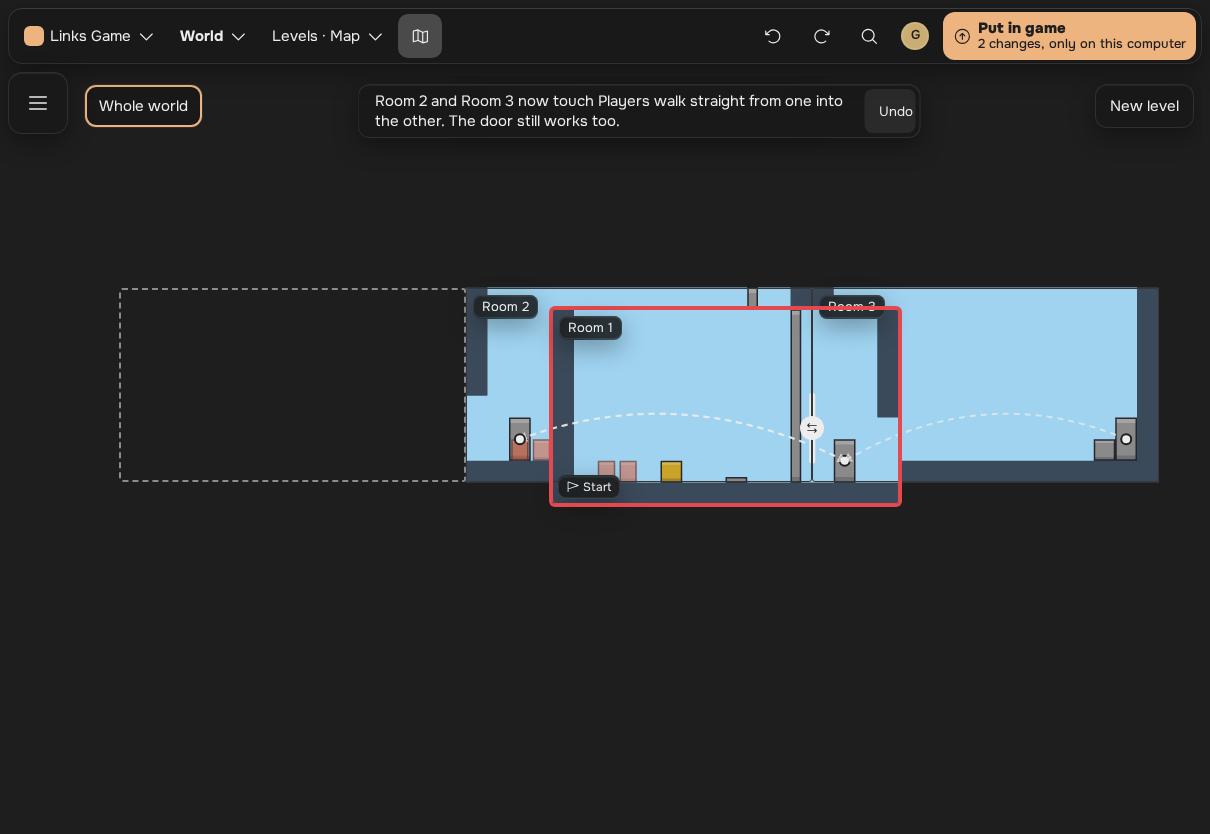 Links Game
World
Levels · Map
G
Put in game
2 changes, only on this computer
Whole world
Room 2 and Room 3 now touch Players walk straight from one into
the other. The door still works too.
Undo
New level
Room 2
Room 3
Room 1
Start